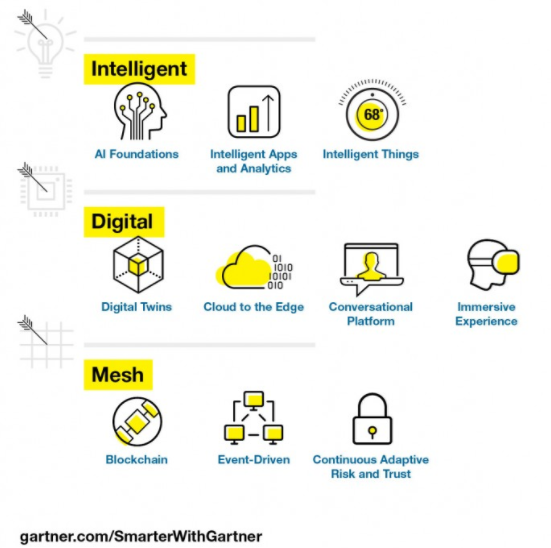 Intelligent
68°
AI Foundations
Intelligent Apps
and Analytics
Intelligent Things
Digital
01
1010
10101
010
Digital Twins
Cloud to the Edge
Conversational
Platform
Immersive
Experience
Mesh
Blockchain
Event-Driven
Continuous Adaptive
Risk and Trust
gartner.com/SmarterWithGartner